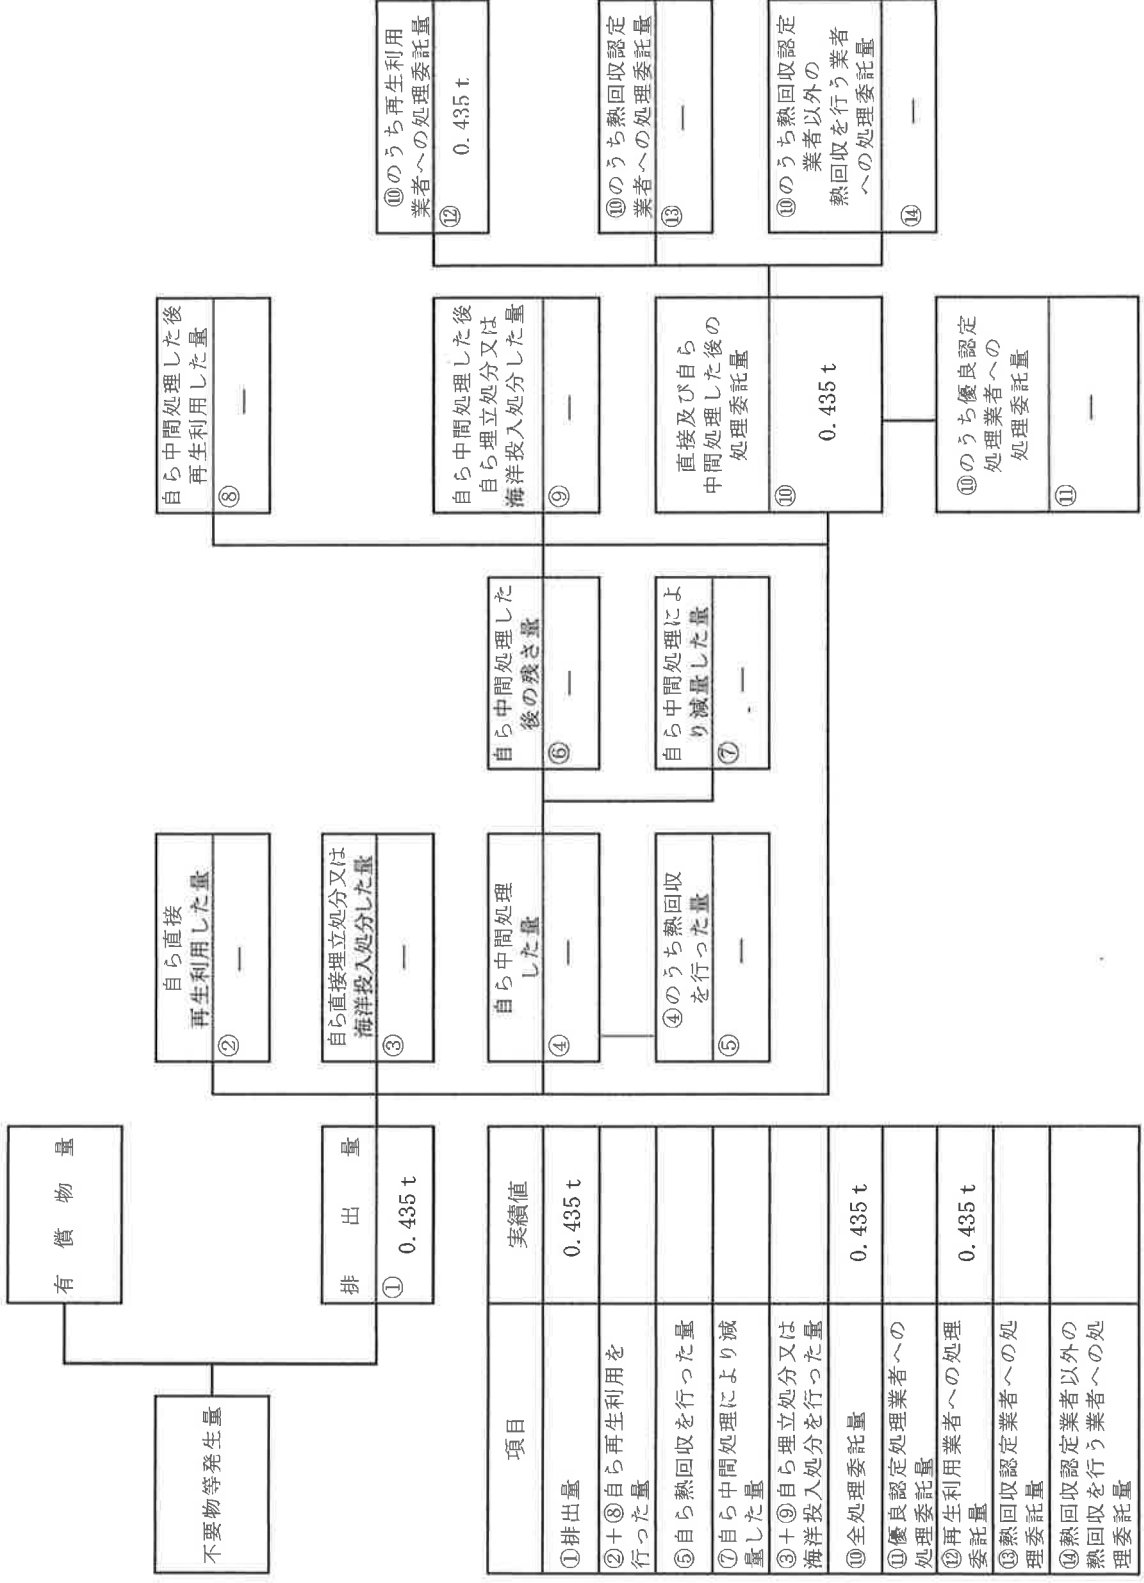 有 償 物 量
不要物等発生量
排 出 量
①
0.435 t
自ら直接
再生利用した量
②
—
自ら直接埋立処分又は
海洋投入処分した量
③
—
自ら中間処理
した量
④
—
④のうち熱回収
を行った量
⑤
—
自ら中間処理した
後の残さ量
⑥
—
自ら中間処理によ
り減量した量
⑦
—
自ら中間処理した後
再生利用した量
⑧
—
自ら中間処理した後
自ら埋立処分又は
海洋投入処分した量
⑨
—
直接及び自ら
中間処理した後の
処理委託量
⑩
0.435 t
⑩のうち優良認定
処理業者への
処理委託量
⑪
—
⑩のうち再生利用
業者への処理委託量
⑫
0.435 t
⑩のうち熱回収認定
業者への処理委託量
⑬
—
⑩のうち熱回収認定
業者以外の
熱回収を行う業者
への処理委託量
⑭
—
項目 実績値
①排出量 0.435 t
②＋⑧自ら再生利用を
行った量
⑤自ら熱回収を行った量
⑦自ら中間処理により減
量した量
③＋⑨自ら埋立処分又は
海洋投入処分を行った量
⑩全処理委託量 0.435 t
⑪優良認定処理業者への
処理委託量
⑫再生利用業者への処理
委託量 0.435 t
⑬熱回収認定業者への処
理委託量
⑭熱回収認定業者以外の
熱回収を行う業者への処
理委託量